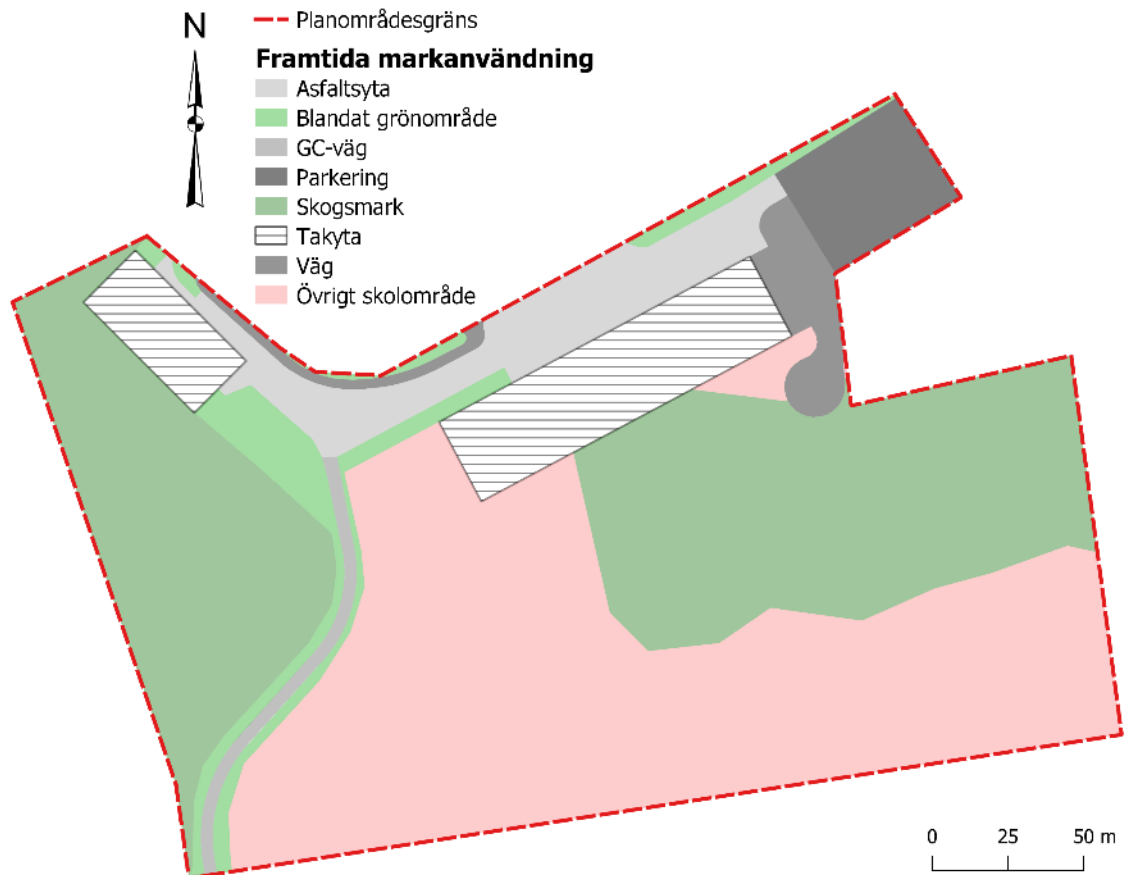 N
Planområdesgräns
Framtida markanvändning
Asfaltsyta
Blandat grönområde
GC-väg
Parkering
Skogsmark
Takyta
Väg
Övrigt skolområde
0 25 50 m